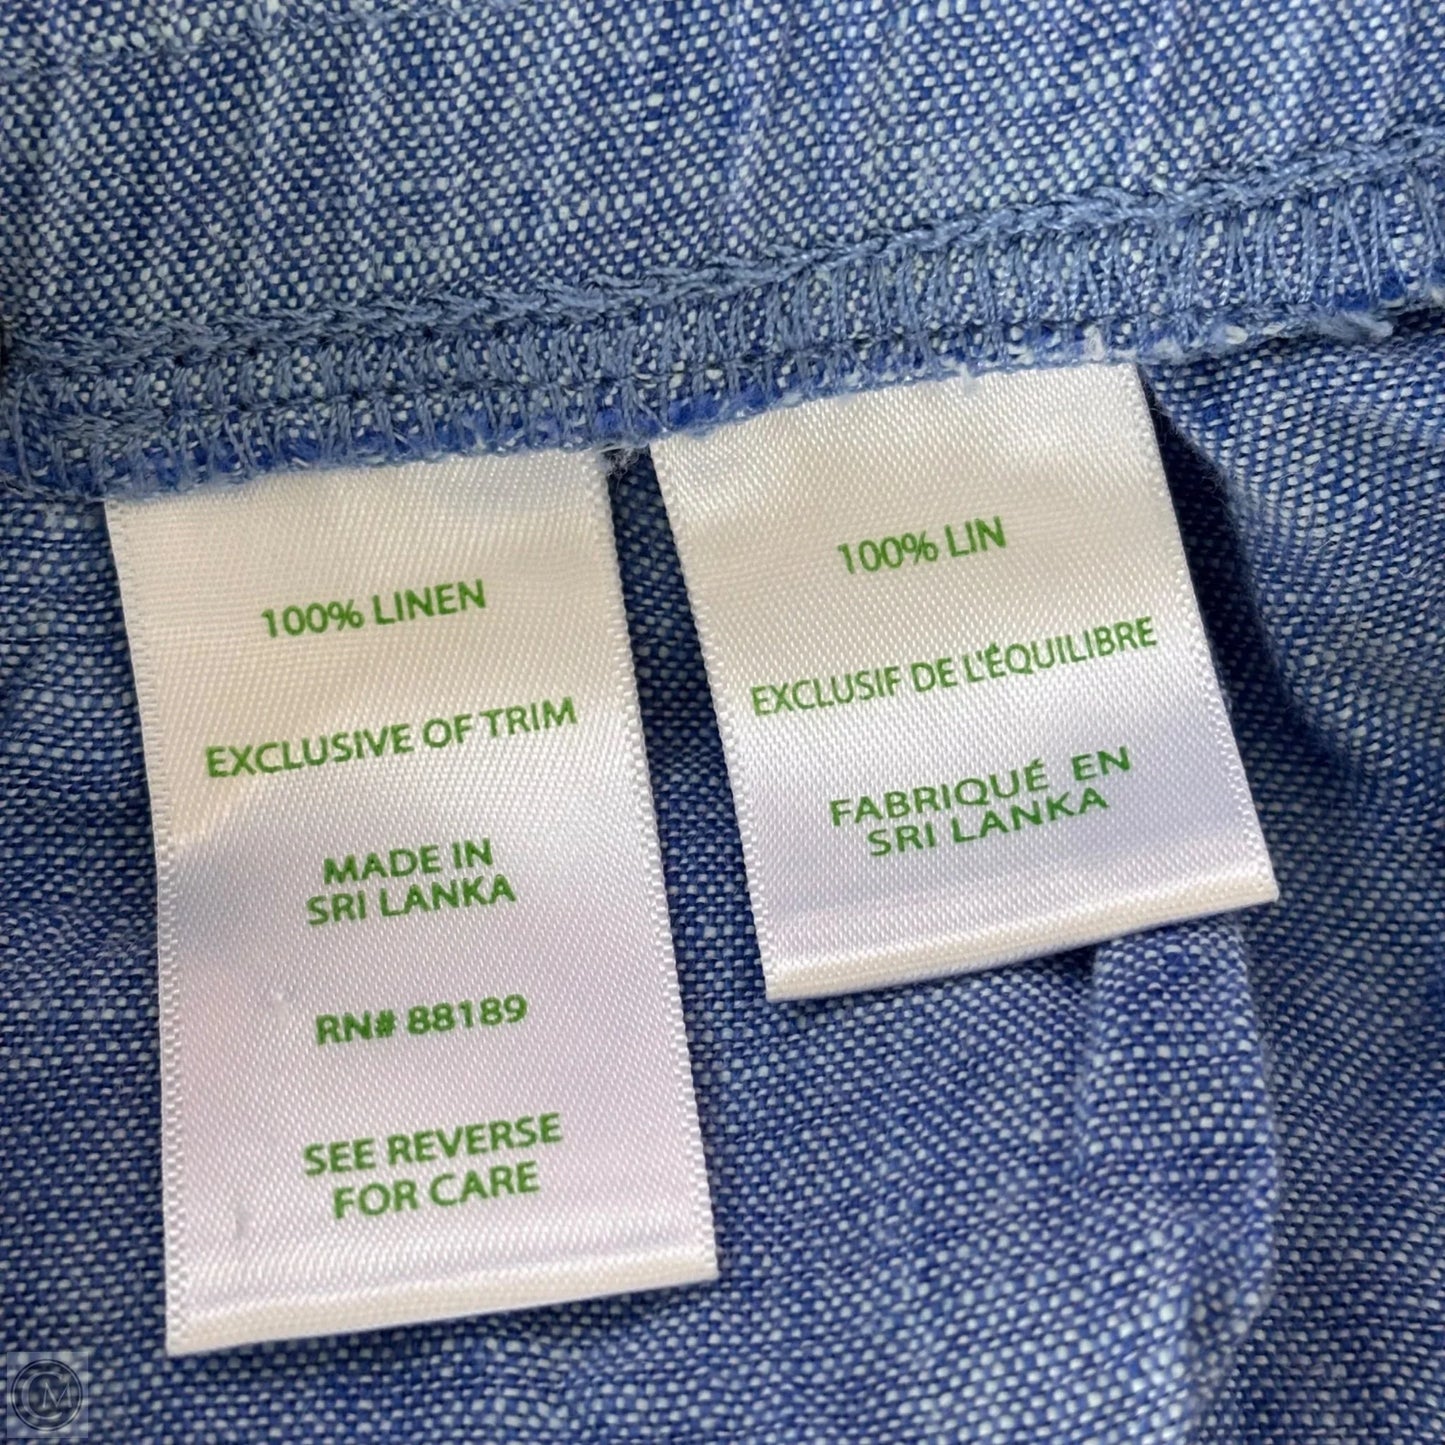 100% LINEN
EXCLUSIVE OF TRIM
MADE IN
SRI LANKA
RN# 88189
SEE REVERSE
FOR CARE
100% LIN
EXCLUSIF DE L'ÉQUILIBRE
FABRIQUÉ EN
SRI LANKA
CM